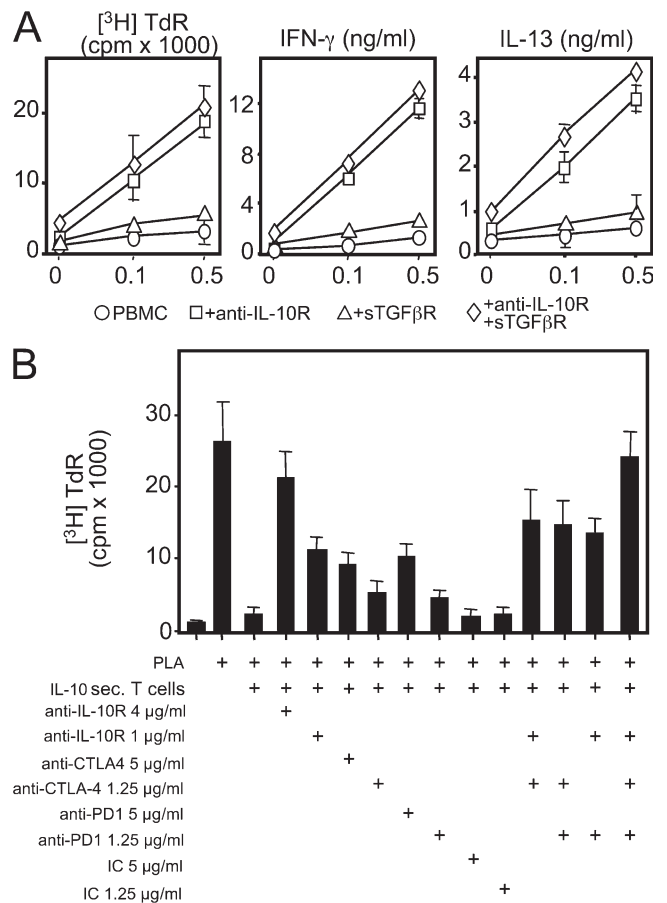 A
[³H] TdR
(cpm x 1000)
IFN-γ (ng/ml)
IL-13 (ng/ml)
20
10
0
12
8
4
0
4
3
2
1
0
0 0.1 0.5
0 0.1 0.5
0 0.1 0.5
PBMC +anti-IL-10R +sTGFβR +anti-IL-10R
+sTGFβR
B
[³H] TdR
(cpm x 1000)
30
20
10
0
PLA + + + + + + + + + + + + + +
IL-10 sec. T cells + + + + + + + + + + + + +
anti-IL-10R 4 µg/ml +
anti-IL-10R 1 µg/ml + + + +
anti-CTLA4 5 µg/ml +
anti-CTLA-4 1.25 µg/ml + + + +
anti-PD1 5 µg/ml +
anti-PD1 1.25 µg/ml + + + +
IC 5 µg/ml +
IC 1.25 µg/ml +